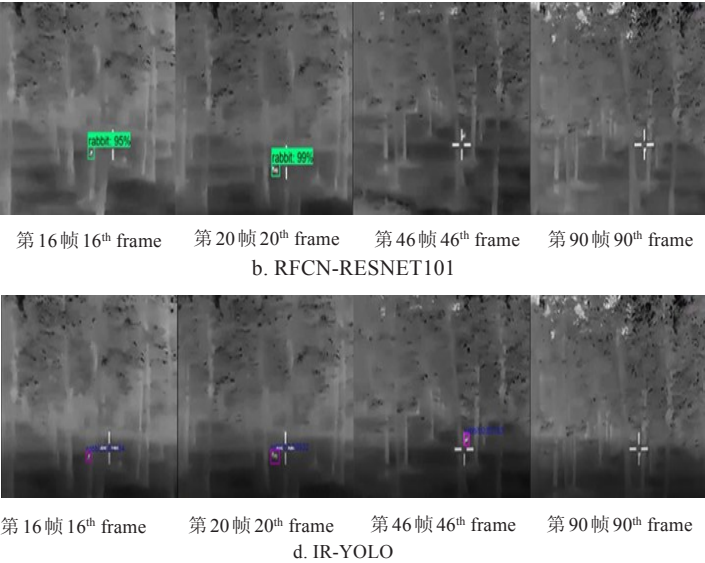 rabbit: 95%
rabbit: 99%
第16帧 16th frame 第20帧 20th frame 第46帧 46th frame 第90帧 90th frame
b. RFCN-RESNET101
第16帧 16th frame 第20帧 20th frame 第46帧 46th frame 第90帧 90th frame
d. IR-YOLO